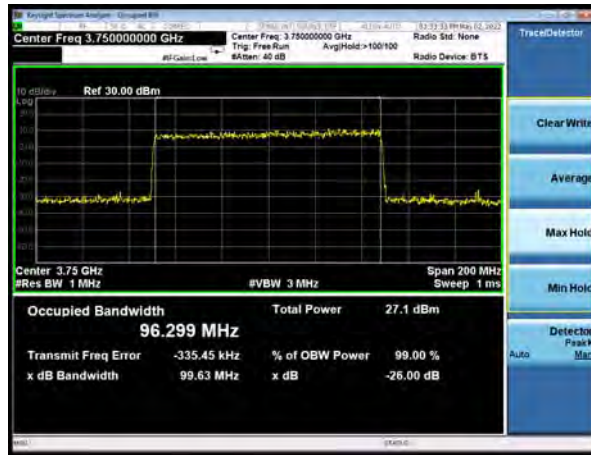 Keysight Spectrum Analyzer - Occupied BW
Center Freq 3.750000000 GHz
#IFGain:Low
Center Freq: 3.750000000 GHz
Trig: Free Run
Avg|Hold:>100/100
#Atten: 40 dB
Radio Std: None
Radio Device: BTS
Trace/Detector
10 dB/div
Ref 30.00 dBm
Log
Clear Write
Average
Max Hold
Min Hold
Center 3.75 GHz
Span 200 MHz
#Res BW 1 MHz
#VBW 3 MHz
Sweep 1 ms
Occupied Bandwidth
96.299 MHz
Total Power
27.1 dBm
Transmit Freq Error
-335.45 kHz
% of OBW Power
99.00 %
x dB Bandwidth
99.63 MHz
x dB
-26.00 dB
Detector
Auto